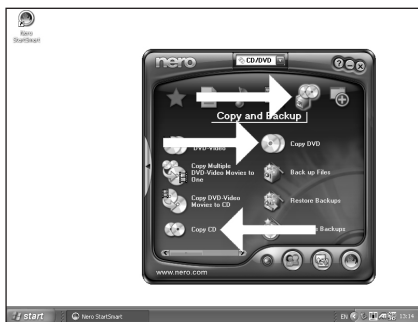 Nero
StartSmart
nero
CD/DVD
Copy and Backup
DVD-Video
Copy DVD
Copy Multiple
DVD-Video Movies to
One
Back up Files
Copy DVD-Video
Movies to CD
Restore Backups
Copy CD
Backups
www.nero.com
start
Nero StartSmart
EN
13:14